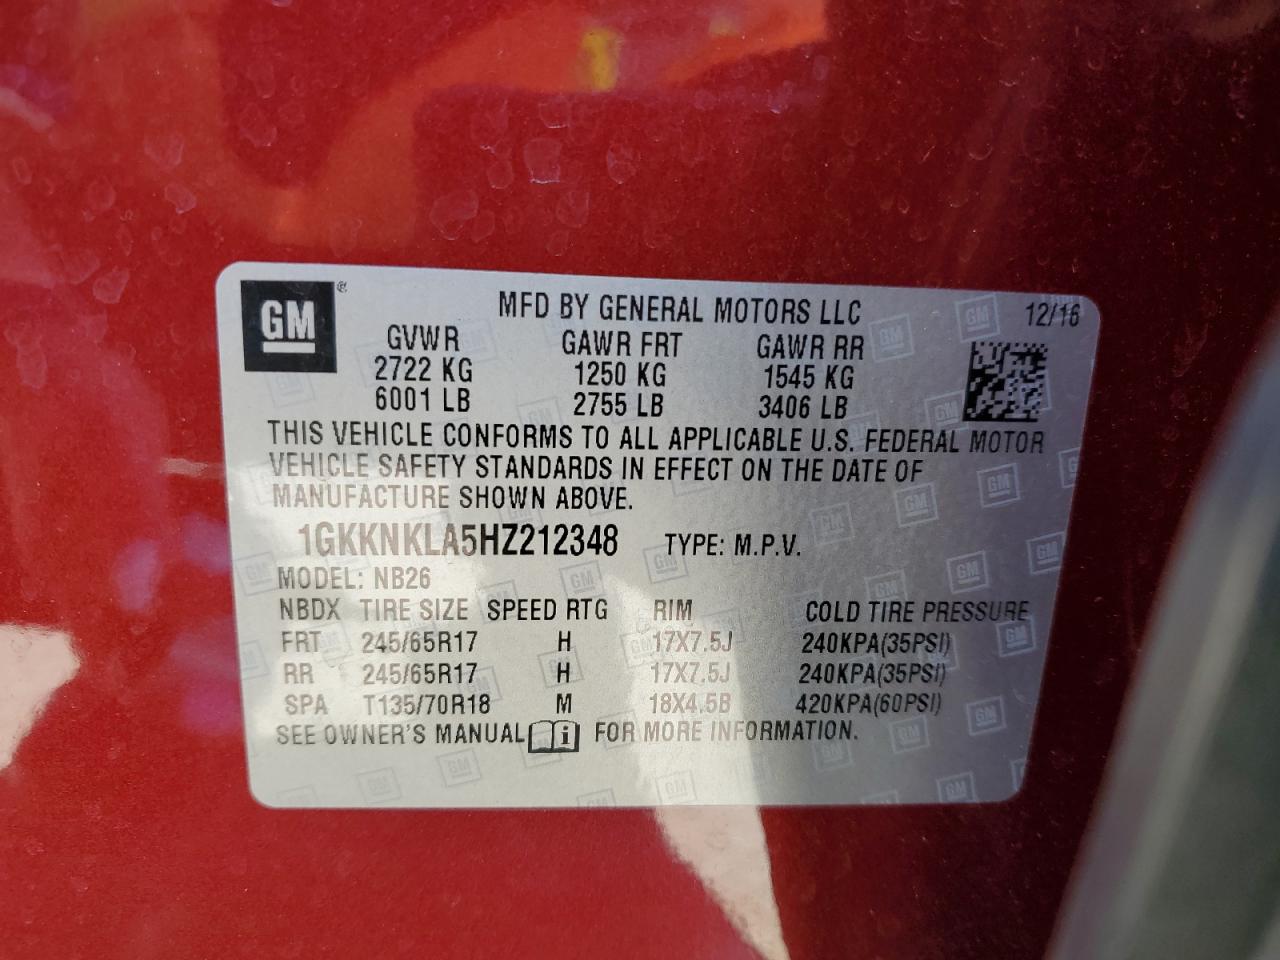 GM
MFD BY GENERAL MOTORS LLC 12/16
GVWR GAWR FRT GAWR RR
2722 KG 1250 KG 1545 KG
6001 LB 2755 LB 3406 LB
THIS VEHICLE CONFORMS TO ALL APPLICABLE U.S. FEDERAL MOTOR
VEHICLE SAFETY STANDARDS IN EFFECT ON THE DATE OF
MANUFACTURE SHOWN ABOVE.
1GKKNKLA5HZ212348 TYPE: M.P.V.
MODEL: NB26
NBDX TIRE SIZE SPEED RTG RIM COLD TIRE PRESSURE
FRT 245/65R17 H 17X7.5J 240KPA(35PSI)
RR 245/65R17 H 17X7.5J 240KPA(35PSI)
SPA T135/70R18 M 18X4.5B 420KPA(60PSI)
SEE OWNER'S MANUAL i FOR MORE INFORMATION.